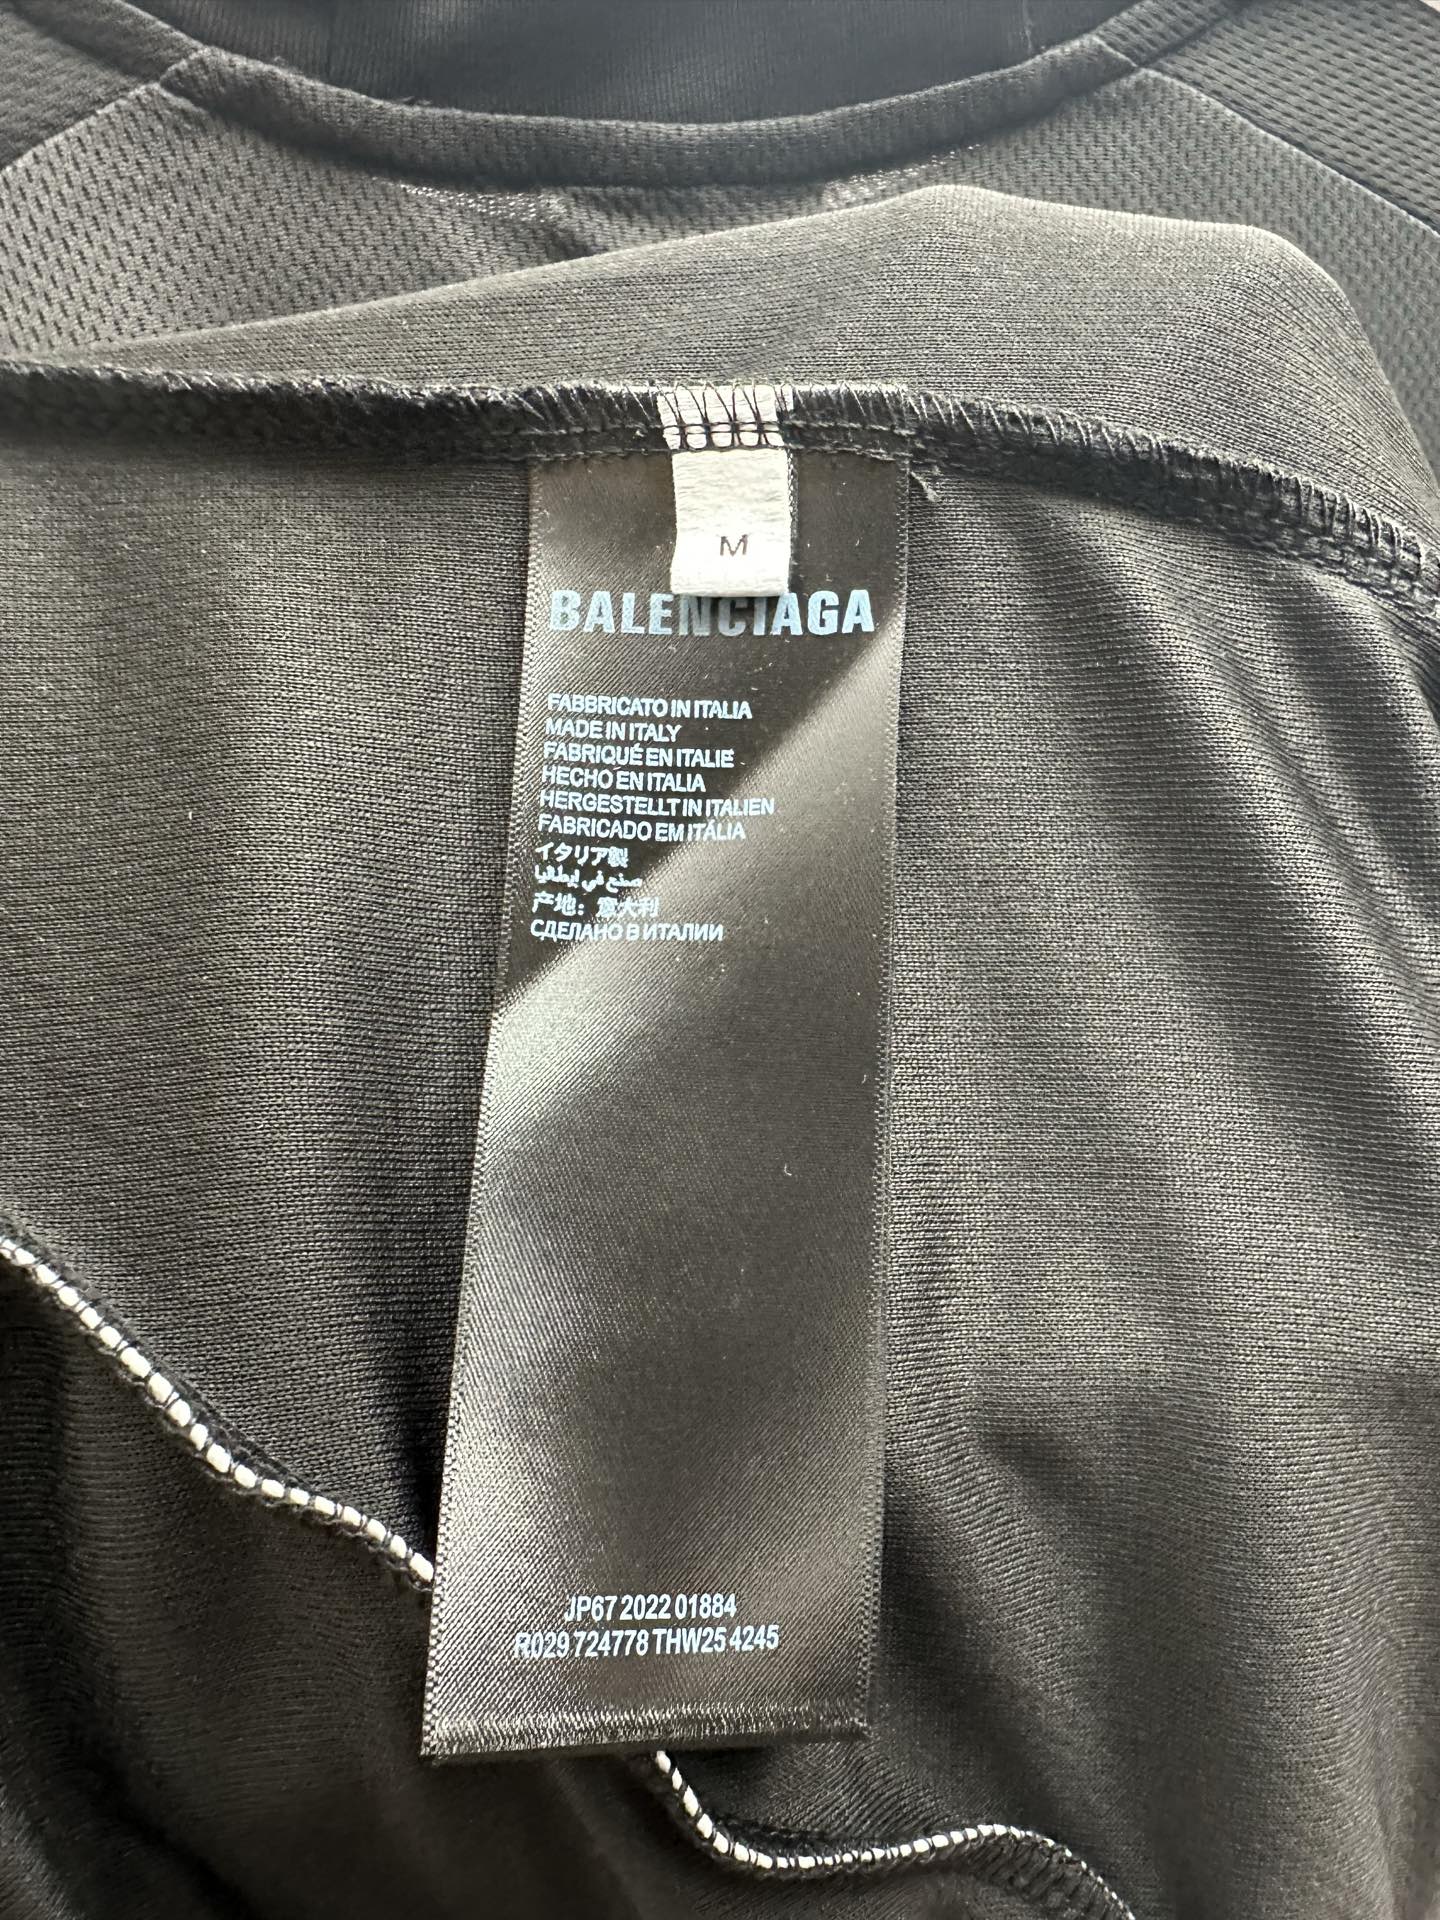 M
BALENCIAGA
FABBRICATO IN ITALIA
MADE IN ITALY
FABRIQUÉ EN ITALIE
HECHO EN ITALIA
HERGESTELLT IN ITALIEN
FABRICADO EM ITÁLIA
イタリア製
صنع في إيطاليا
产地：意大利
СДЕЛАНО В ИТАЛИИ
JP67 2022 01884
R029 724778 THW25 4245